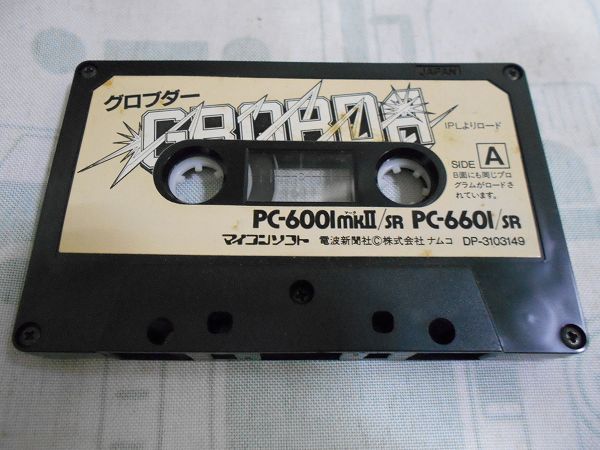 JAPAN
グロブダー
GROBDA
IPLよりロード
SIDE A
B面にも同じプロ
グラムがロードさ
れています。
PC-6001mkII/SR PC-6601/SR
マイコンソフト 電波新聞社©株式会社 ナムコ DP-3103149